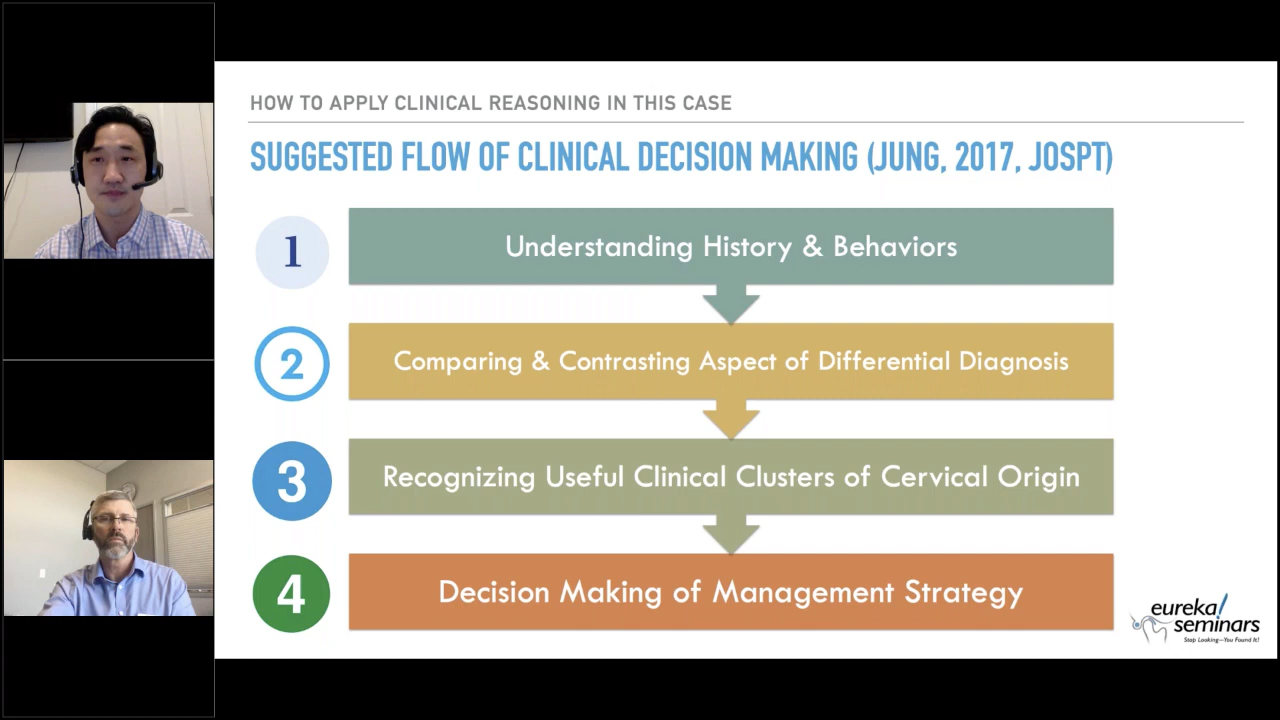 HOW TO APPLY CLINICAL REASONING IN THIS CASE
SUGGESTED FLOW OF CLINICAL DECISION MAKING (JUNG, 2017, JOSPT)
1
Understanding History & Behaviors
2
Comparing & Contrasting Aspect of Differential Diagnosis
3
Recognizing Useful Clinical Clusters of Cervical Origin
4
Decision Making of Management Strategy
eureka!
seminars
Stop Looking—You Found It!